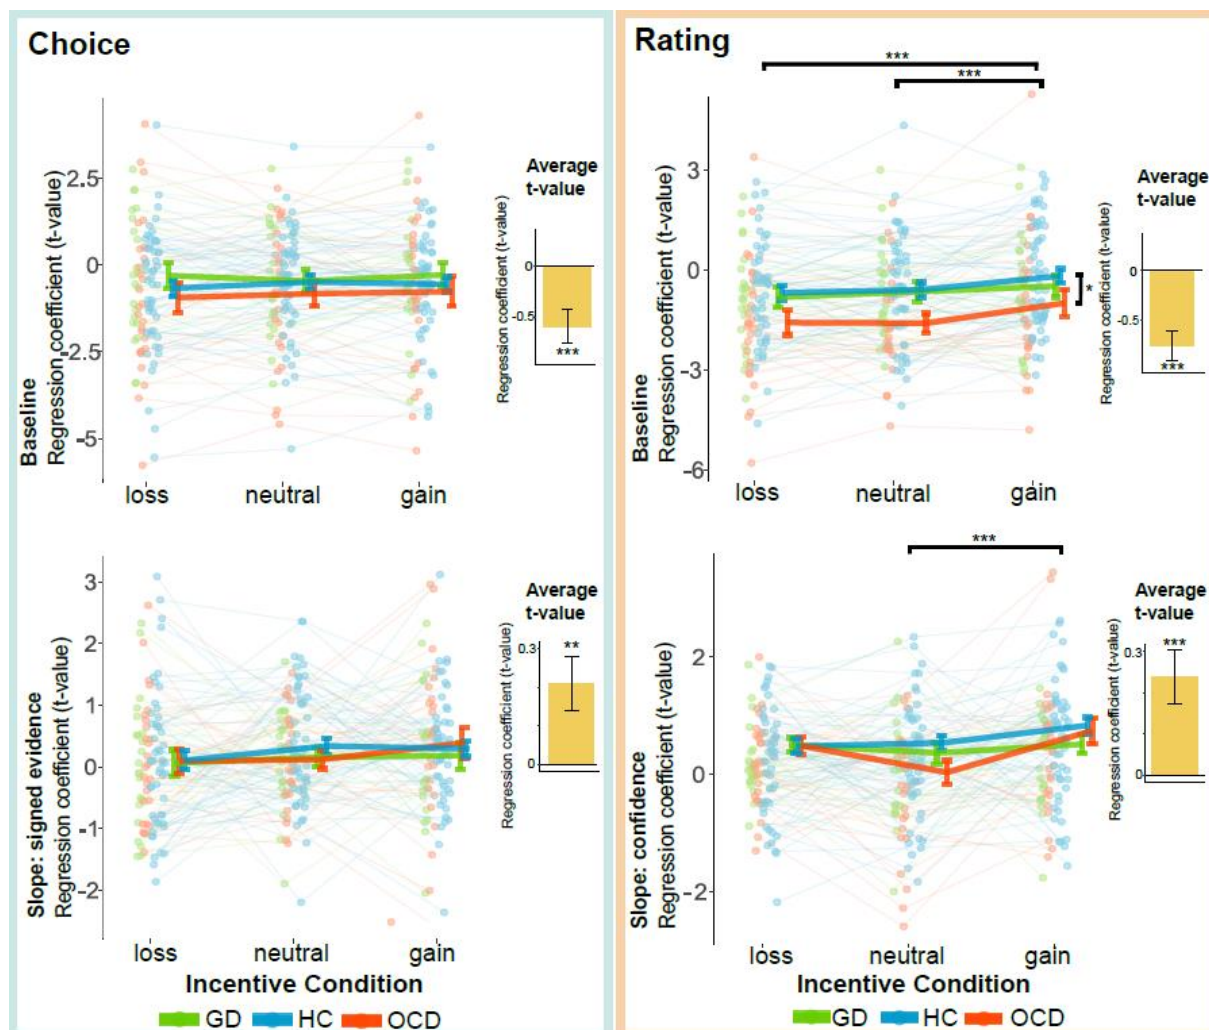 Choice
Baseline
Regression coefficient (t-value)
2.5
0
-2.5
-5
loss neutral gain
Average
t-value
Regression coefficient (t-value)
0
-0.5
***
Slope: signed evidence
Regression coefficient (t-value)
3
2
1
0
-1
-2
loss neutral gain
Incentive Condition
Average
t-value
Regression coefficient (t-value)
0.3
0
**
GD HC OCD
Rating
***
***
Baseline
Regression coefficient (t-value)
3
0
-3
-6
loss neutral gain
*
Average
t-value
Regression coefficient (t-value)
0
-0.5
***
***
Slope: confidence
Regression coefficient (t-value)
2
0
-2
loss neutral gain
Incentive Condition
Average
t-value
Regression coefficient (t-value)
0.3
0
***
GD HC OCD